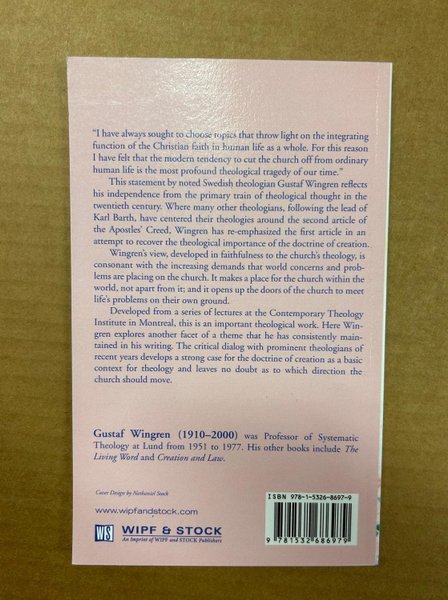 “I have always sought to choose topics that throw light on the integrating
function of the Christian faith in human life as a whole. For this reason
I have felt that the modern tendency to cut the church off from ordinary
human life is the most profound theological tragedy of our time.”
This statement by noted Swedish theologian Gustaf Wingren reflects
his independence from the primary train of theological thought in the
twentieth century. Where many other theologians, following the lead of
Karl Barth, have centered their theologies around the second article of
the Apostles’ Creed, Wingren has re-emphasized the first article in an
attempt to recover the theological importance of the doctrine of creation.
Wingren’s view, developed in faithfulness to the church’s theology, is
consonant with the increasing demands that world concerns and prob-
lems are placing on the church. It makes a place for the church within the
world, not apart from it; and it opens up the doors of the church to meet
life’s problems on their own ground.
Developed from a series of lectures at the Contemporary Theology
Institute in Montreal, this is an important theological work. Here Win-
gren explores another facet of a theme that he has consistently main-
tained in his writing. The critical dialog with prominent theologians of
recent years develops a strong case for the doctrine of creation as a basic
context for theology and leaves no doubt as to which direction the
church should move.
Gustaf Wingren (1910–2000) was Professor of Systematic
Theology at Lund from 1951 to 1977. His other books include The
Living Word and Creation and Law.
Cover Design by Nathaniel Stock
www.wipfandstock.com
WS WIPF & STOCK
An Imprint of WIPF and STOCK Publishers
ISBN 978-1-5326-8697-9
9 781532 686979